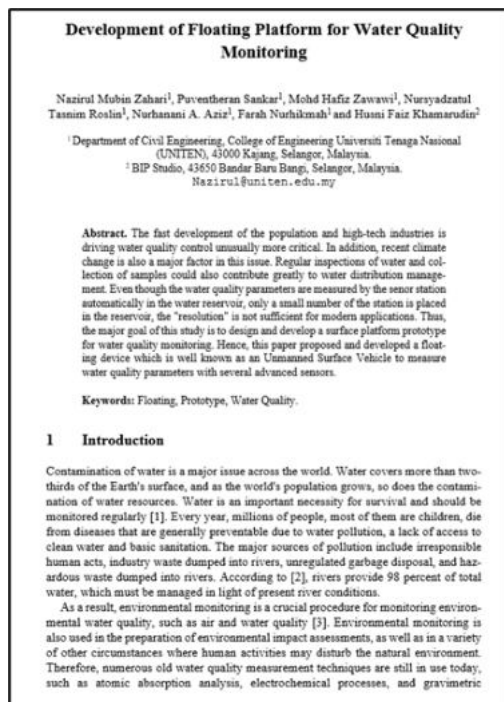 Development of Floating Platform for Water Quality
Monitoring
Nazirul Mubin Zahari¹, Puventheran Sankar¹, Mohd Hafiz Zawawi¹, Nursyadzatul
Tasnim Roslin¹, Nurhanani A. Aziz¹, Farah Nurhikmah¹ and Husni Faiz Khamarudin²
¹ Department of Civil Engineering, College of Engineering Universiti Tenaga Nasional
(UNITEN), 43000 Kajang, Selangor, Malaysia.
² BIP Studio, 43650 Bandar Baru Bangi, Selangor, Malaysia.
Nazirul@uniten.edu.my
Abstract. The fast development of the population and high-tech industries is
driving water quality control unusually more critical. In addition, recent climate
change is also a major factor in this issue. Regular inspections of water and col-
lection of samples could also contribute greatly to water distribution manage-
ment. Even though the water quality parameters are measured by the senor station
automatically in the water reservoir, only a small number of the station is placed
in the reservoir, the "resolution" is not sufficient for modern applications. Thus,
the major goal of this study is to design and develop a surface platform prototype
for water quality monitoring. Hence, this paper proposed and developed a float-
ing device which is well known as an Unmanned Surface Vehicle to measure
water quality parameters with several advanced sensors.
Keywords: Floating, Prototype, Water Quality.
1 Introduction
Contamination of water is a major issue across the world. Water covers more than two-
thirds of the Earth's surface, and as the world's population grows, so does the contami-
nation of water resources. Water is an important necessity for survival and should be
monitored regularly [1]. Every year, millions of people, most of them are children, die
from diseases that are generally preventable due to water pollution, a lack of access to
clean water and basic sanitation. The major sources of pollution include irresponsible
human acts, industry waste dumped into rivers, unregulated garbage disposal, and haz-
ardous waste dumped into rivers. According to [2], rivers provide 98 percent of total
water, which must be managed in light of present river conditions.
As a result, environmental monitoring is a crucial procedure for monitoring environ-
mental water quality, such as air and water quality [3]. Environmental monitoring is
also used in the preparation of environmental impact assessments, as well as in a variety
of other circumstances where human activities may disturb the natural environment.
Therefore, numerous old water quality measurement techniques are still in use today,
such as atomic absorption analysis, electrochemical processes, and gravimetric